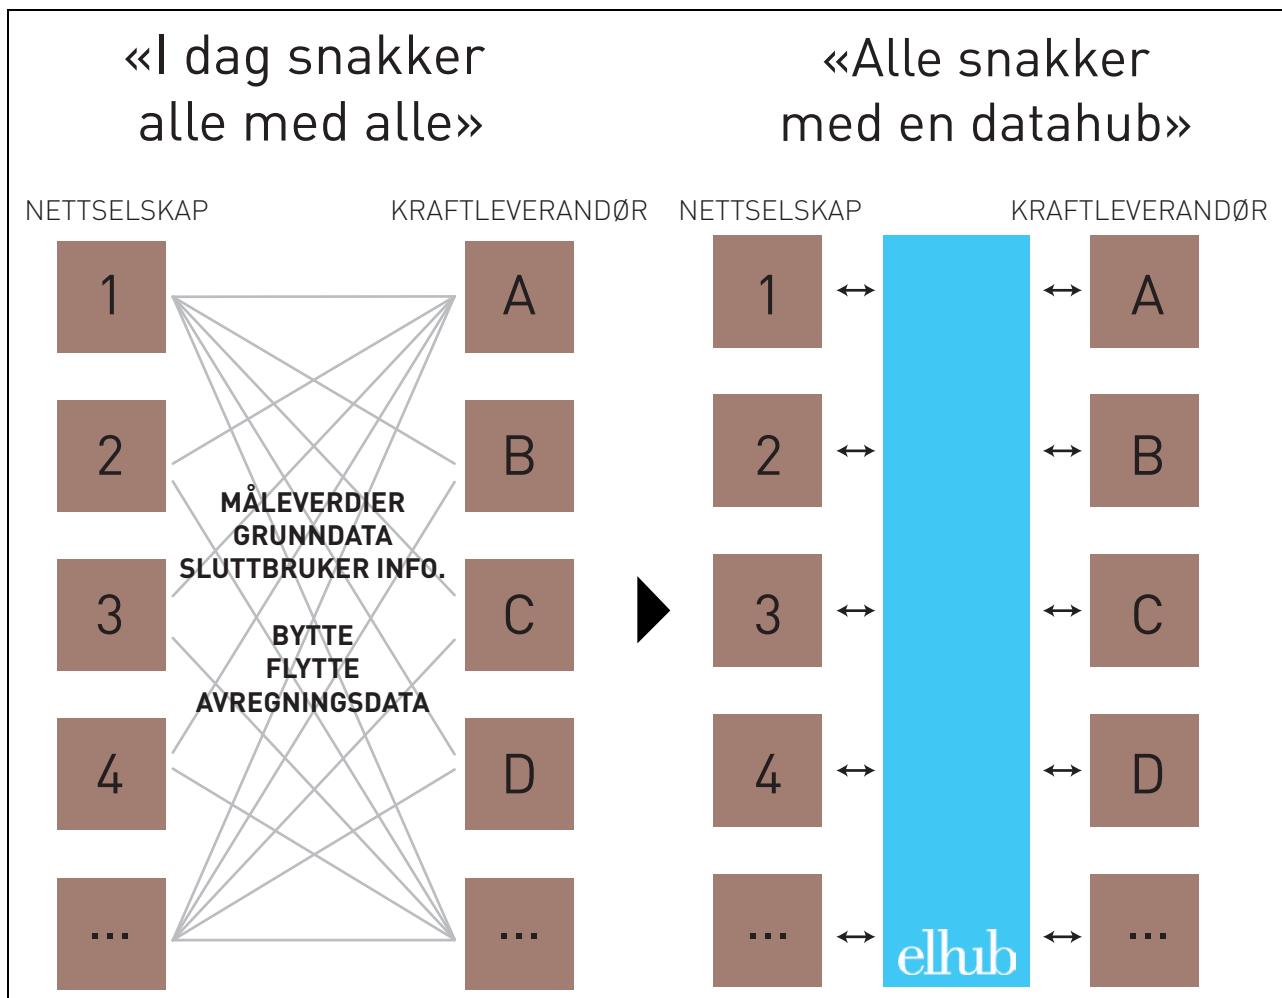 «I dag snakker
alle med alle»
NETTSELSKAP
KRAFTLEVERANDØR
1
A
2
B
MÅLEVERDIER
GRUNNDATA
SLUTTBRUKER INFO.
3
C
BYTTE
FLYTTE
AVREGNINGSDATA
4
D
...
...
«Alle snakker
med en datahub»
NETTSELSKAP
KRAFTLEVERANDØR
1
A
2
B
3
C
4
D
...
elhub
...